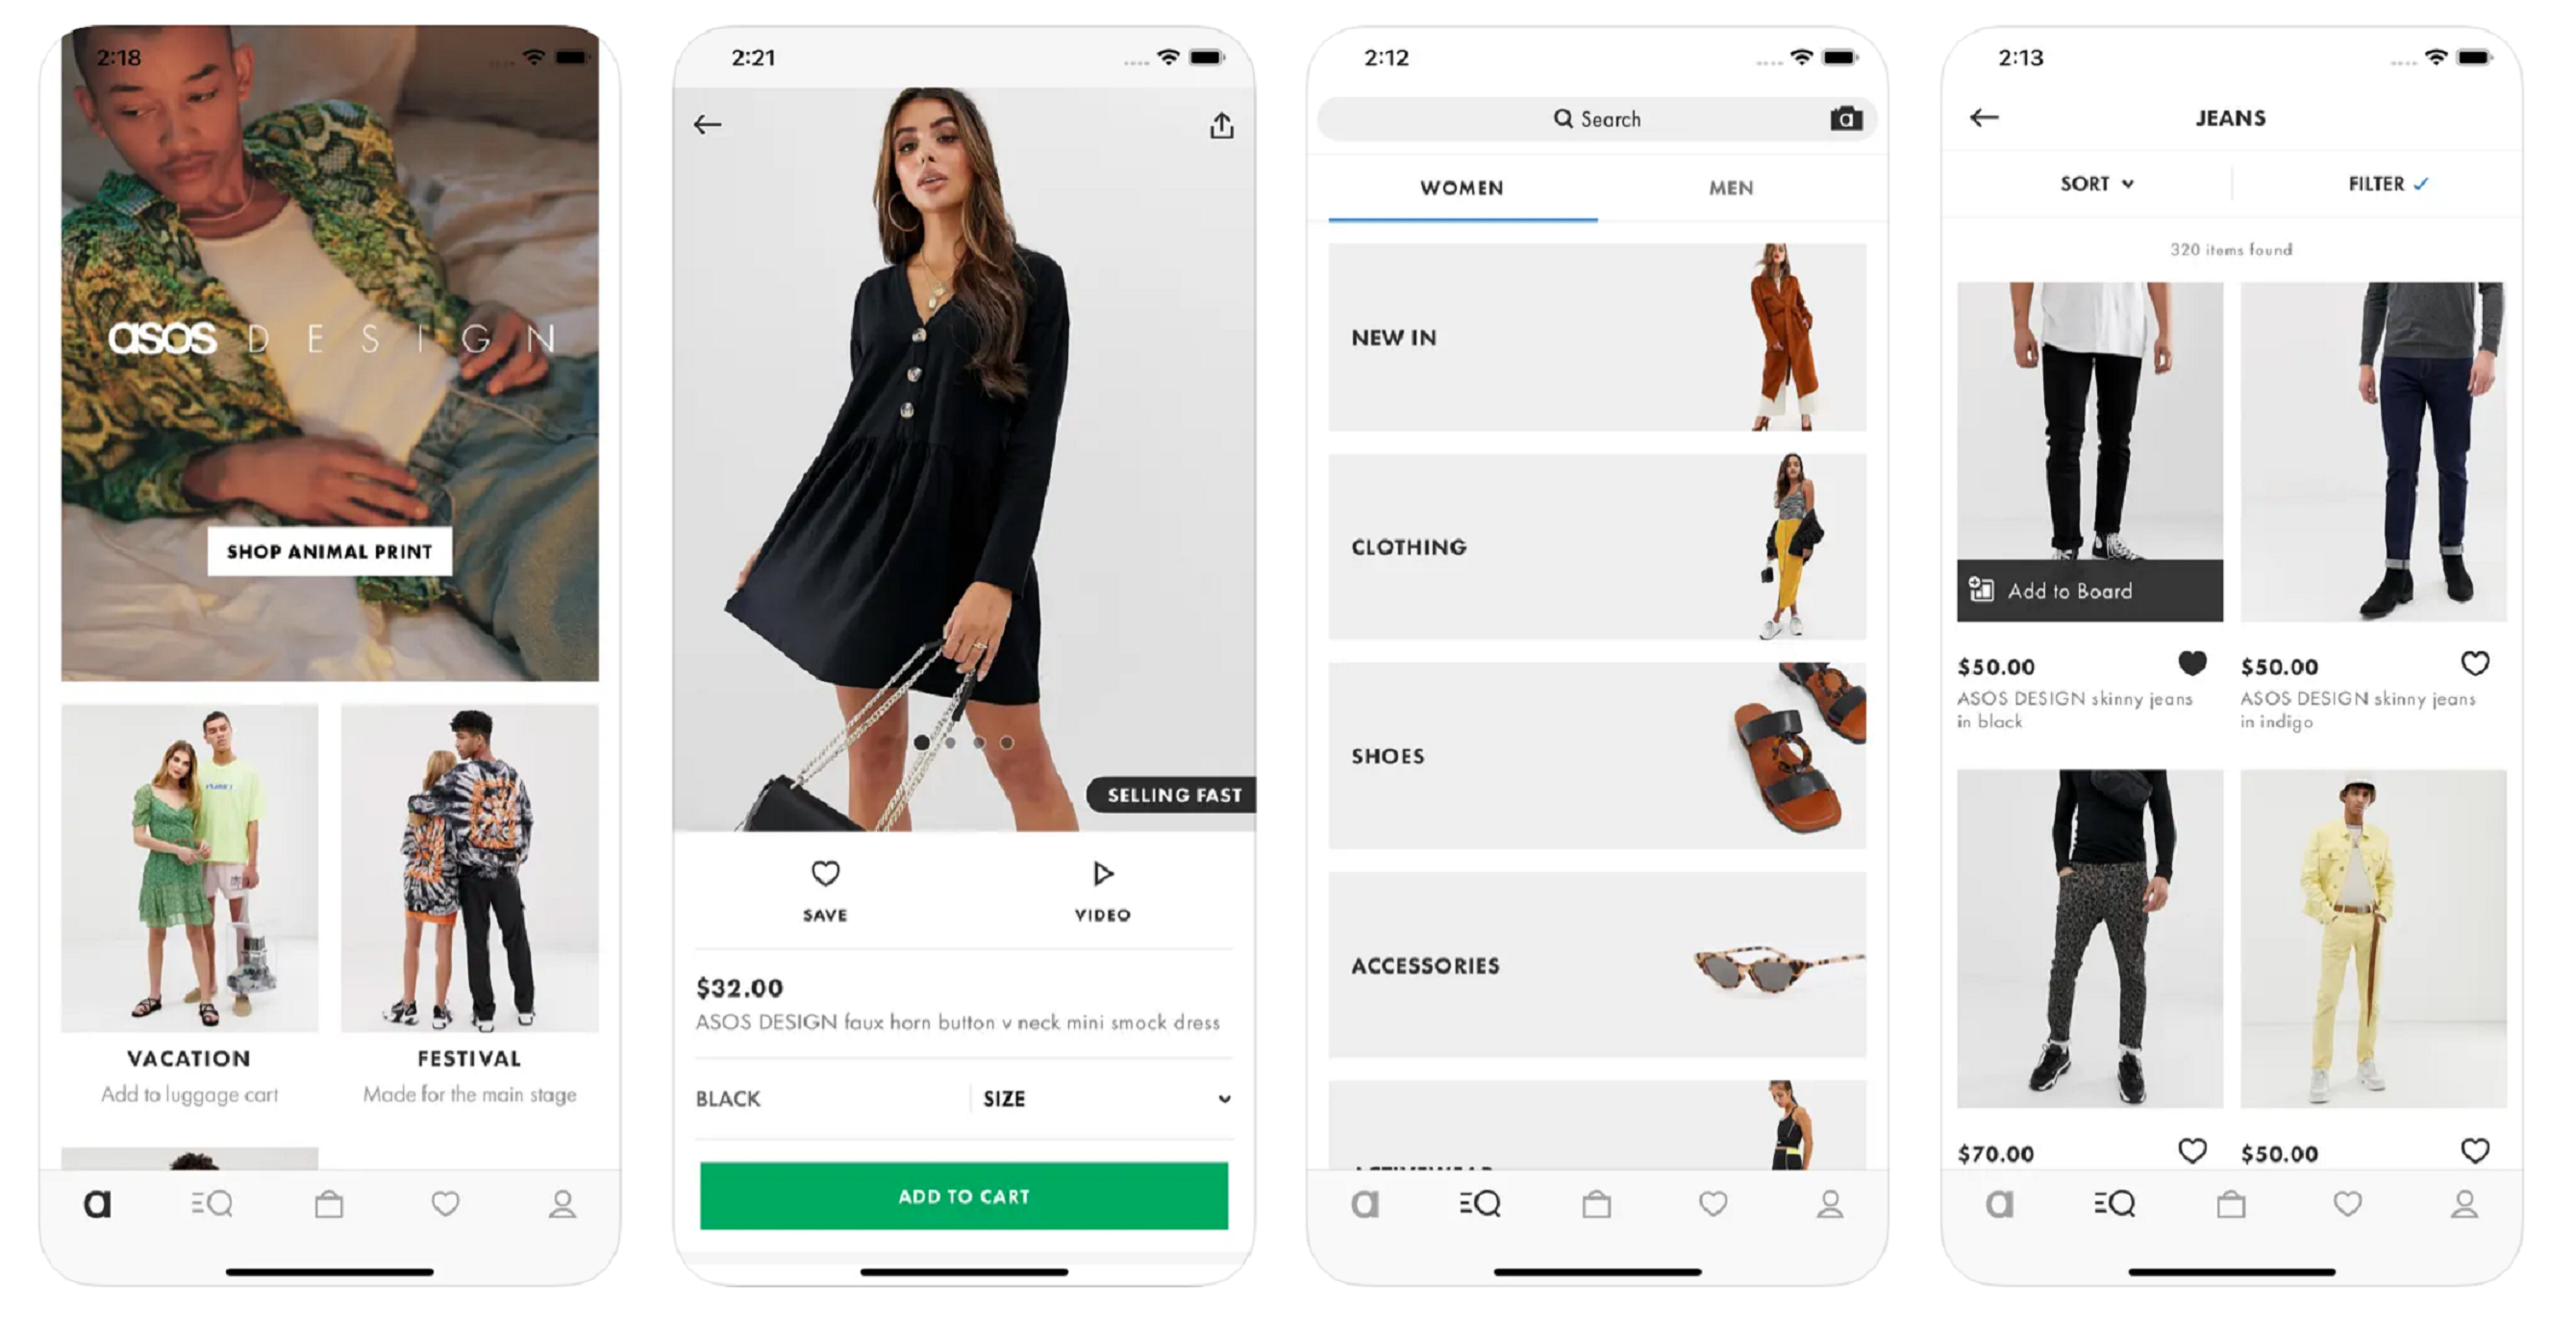 2:18
asos DESIGN
SHOP ANIMAL PRINT
VACATION
Add to luggage cart
FESTIVAL
Made for the main stage
a
2:21
SELLING FAST
SAVE
VIDEO
$32.00
ASOS DESIGN faux horn button v neck mini smock dress
BLACK
SIZE
ADD TO CART
2:12
Search
a
WOMEN
MEN
NEW IN
CLOTHING
SHOES
ACCESSORIES
ACTIVEWEAR
a
2:13
JEANS
SORT
FILTER
320 items found
Add to Board
$50.00
ASOS DESIGN skinny jeans
in black
$50.00
ASOS DESIGN skinny jeans
in indigo
$70.00
$50.00
a